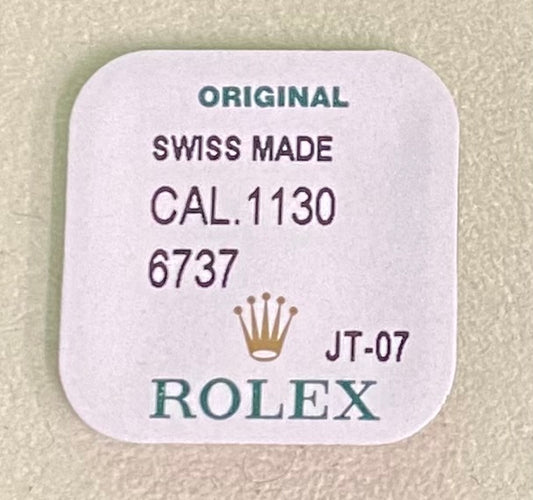 ORIGINAL
SWISS MADE
CAL.1130
6737
JT-07
ROLEX